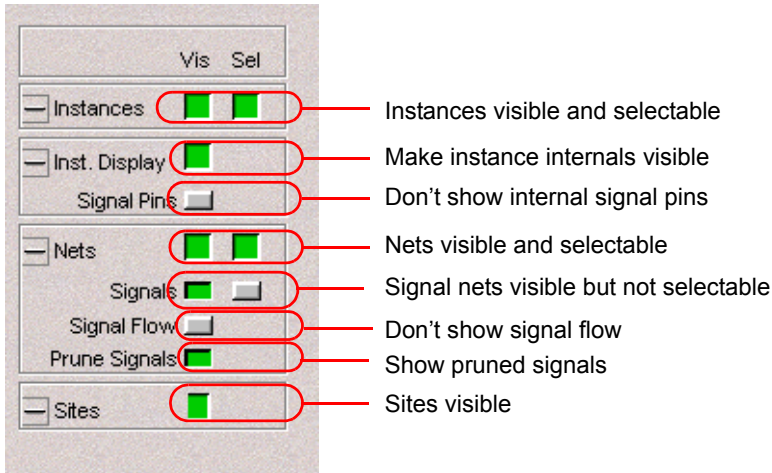 Vis Sel
Instances
Instances visible and selectable
Inst. Display
Make instance internals visible
Signal Pins
Don’t show internal signal pins
Nets
Nets visible and selectable
Signals
Signal nets visible but not selectable
Signal Flow
Don’t show signal flow
Prune Signals
Show pruned signals
Sites
Sites visible